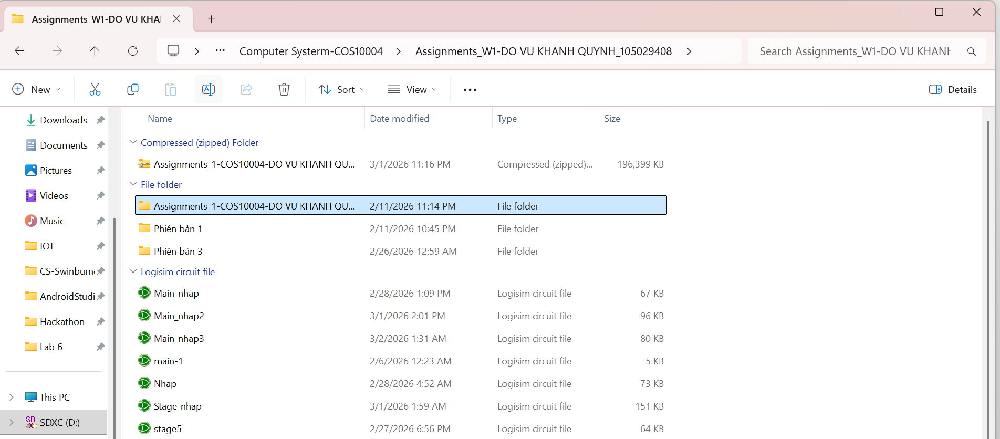 Assignments_W1-DO VU KHA
Computer Systerm-COS10004 Assignments_W1-DO VU KHANH QUYNH_105029408 Search Assignments_W1-DO VU KHANH
New Sort View Details
Downloads
Documents
Pictures
Videos
Music
IOT
CS-Swinburn
AndroidStudi
Hackathon
Lab 6
This PC
SDXC (D:)
Name Date modified Type Size
Compressed (zipped) Folder
Assignments_1-COS10004-DO VU KHANH QU... 3/1/2026 11:16 PM Compressed (zipped)... 196,399 KB
File folder
Assignments_1-COS10004-DO VU KHANH QU... 2/11/2026 11:14 PM File folder
Phiên bản 1 2/11/2026 10:45 PM File folder
Phiên bản 3 2/26/2026 12:59 AM File folder
Logisim circuit file
Main_nhap 2/28/2026 1:09 PM Logisim circuit file 67 KB
Main_nhap2 3/1/2026 2:01 PM Logisim circuit file 96 KB
Main_nhap3 3/2/2026 1:31 AM Logisim circuit file 80 KB
main-1 2/6/2026 12:23 AM Logisim circuit file 5 KB
Nhap 2/28/2026 4:52 AM Logisim circuit file 73 KB
Stage_nhap 3/1/2026 1:59 AM Logisim circuit file 151 KB
stage5 2/27/2026 6:56 PM Logisim circuit file 64 KB